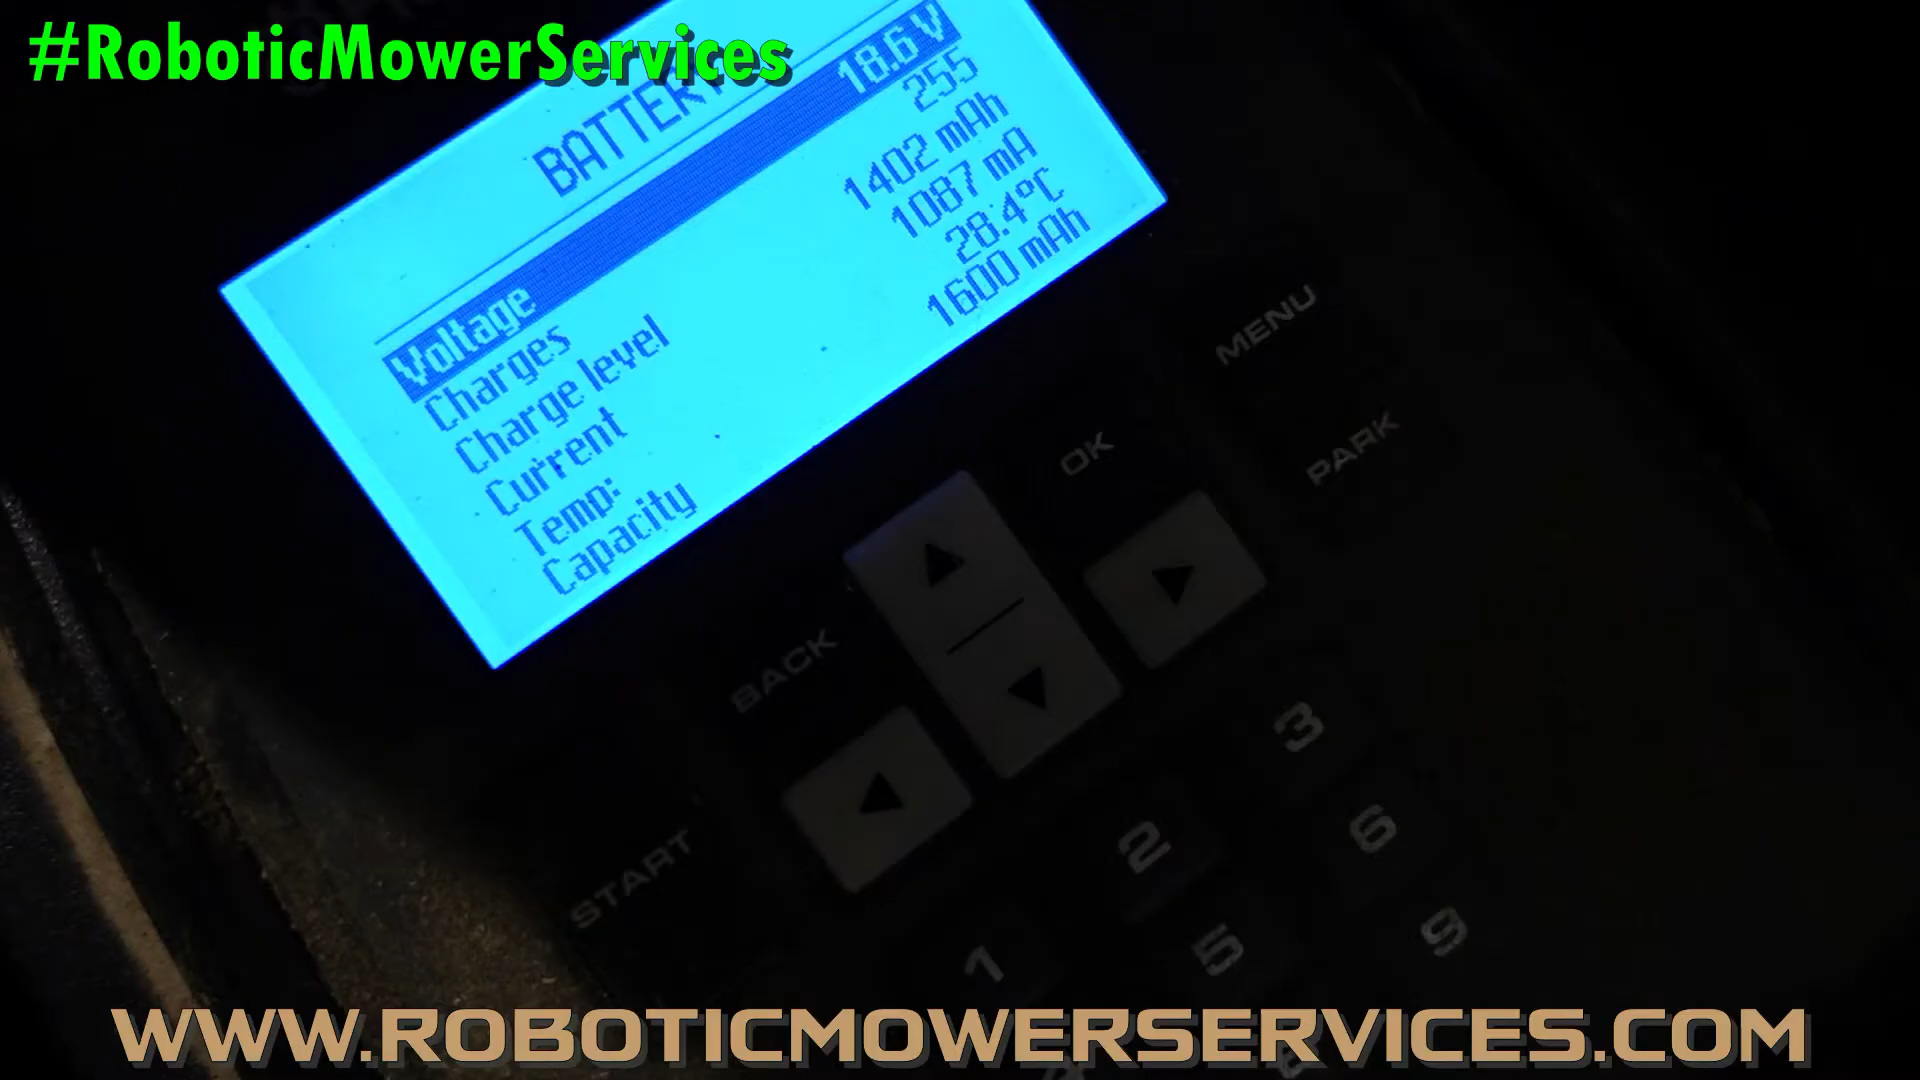 #RoboticMowerServices
BATTERY
Voltage 18.6 V
Charges 255
Charge level 1402 mAh
Current 1087 mA
Temp: 28.4°C
Capacity 1600 mAh
MENU
OK
PARK
BACK
START
3
2
6
1
5
9
WWW.ROBOTICMOWERSERVICES.COM